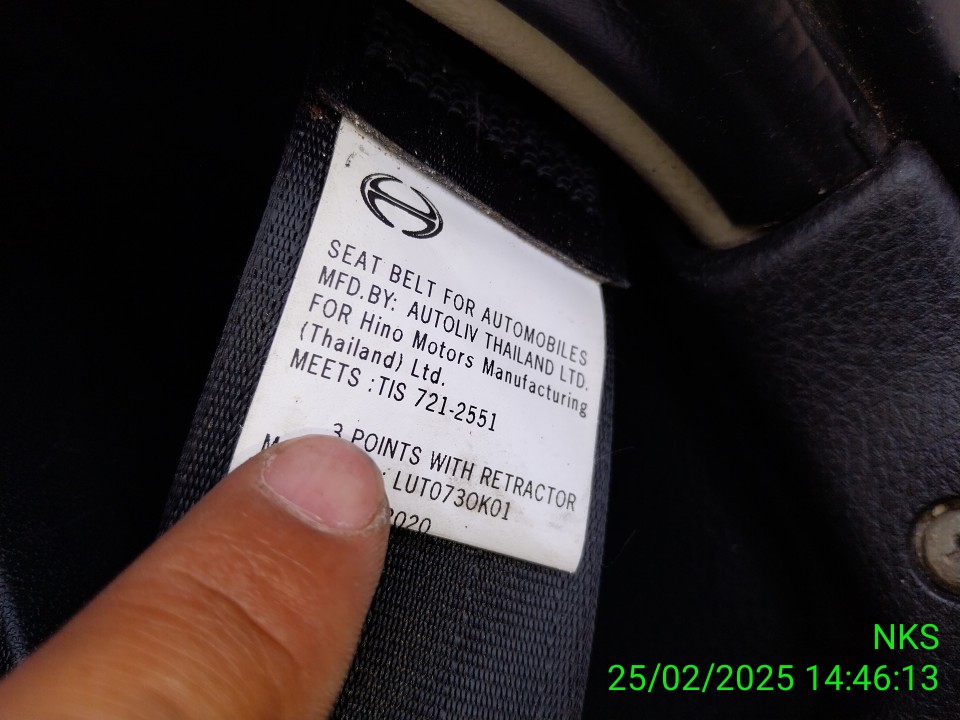 SEAT BELT FOR AUTOMOBILES
MFD.BY: AUTOLIV THAILAND LTD.
FOR Hino Motors Manufacturing
(Thailand) Ltd.
MEETS :TIS 721-2551
3 POINTS WITH RETRACTOR
: LUT0730K01
2020
NKS
25/02/2025 14:46:13